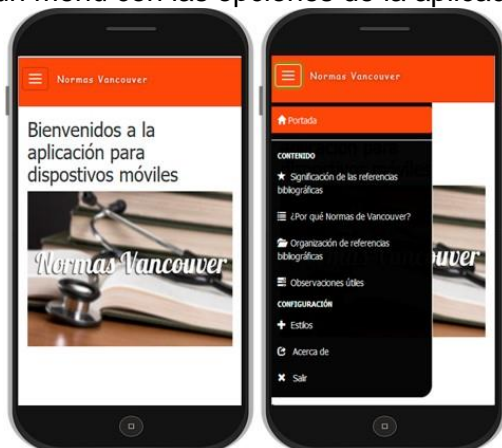 un menú con las opciones de la aplicac
Normas Vancouver
Bienvenidos a la
aplicación para
dispostivos móviles
Normas Vancouver
Normas Vancouver
Portada
CONTENIDO
Significación de las referencias
bibliográficas
¿Por qué Normas de Vancouver?
Organización de referencias
bibliográficas
Observaciones útiles
CONFIGURACIÓN
Estilos
Acerca de
Salir